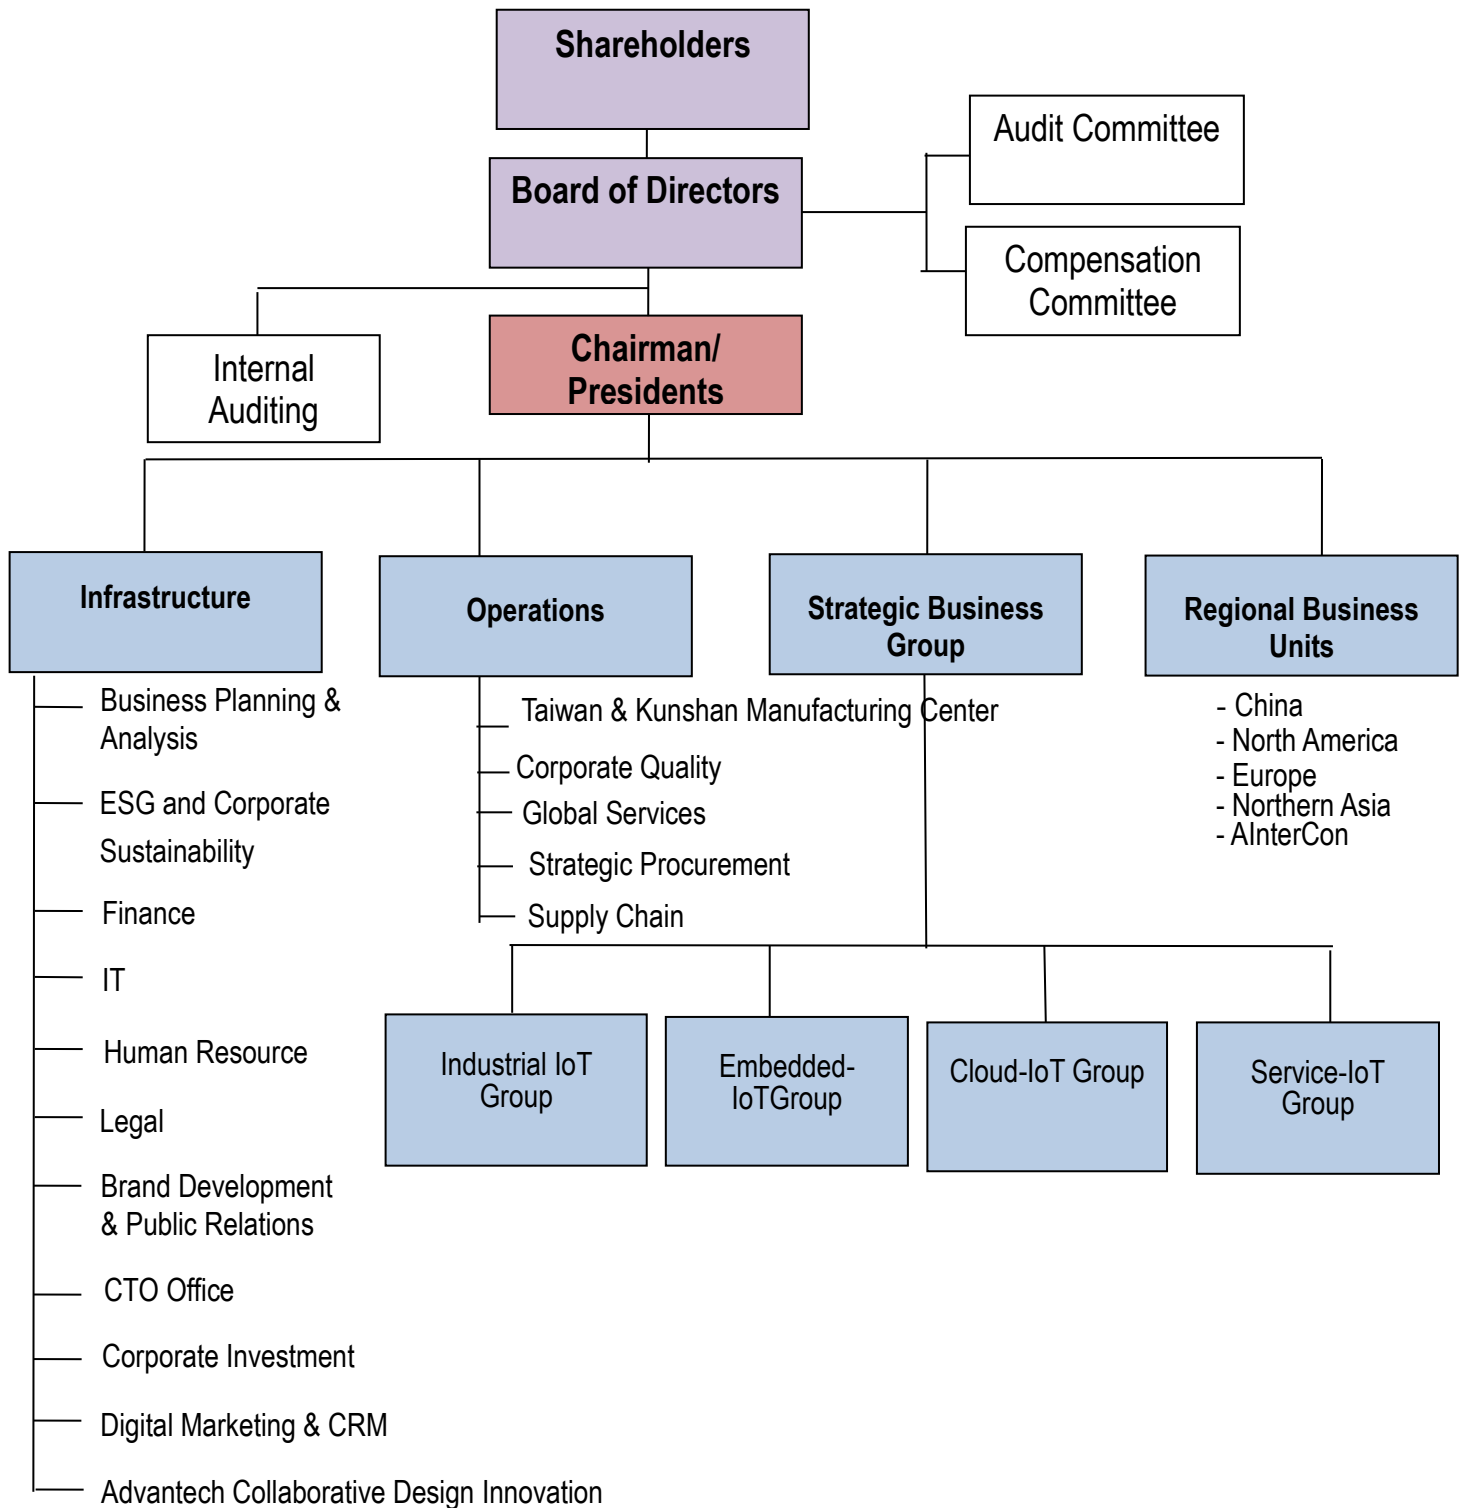 Shareholders
Audit Committee
Board of Directors
Compensation
Committee
Internal
Auditing
Chairman/
Presidents
Infrastructure
Operations
Strategic Business
Group
Regional Business
Units
Business Planning &
Analysis
ESG and Corporate
Sustainability
Finance
IT
Human Resource
Legal
Brand Development
& Public Relations
CTO Office
Corporate Investment
Digital Marketing & CRM
Advantech Collaborative Design Innovation
Taiwan & Kunshan Manufacturing Center
Corporate Quality
Global Services
Strategic Procurement
Supply Chain
- China
- North America
- Europe
- Northern Asia
- AInterCon
Industrial IoT
Group
Embedded-
IoTGroup
Cloud-IoT Group
Service-IoT
Group